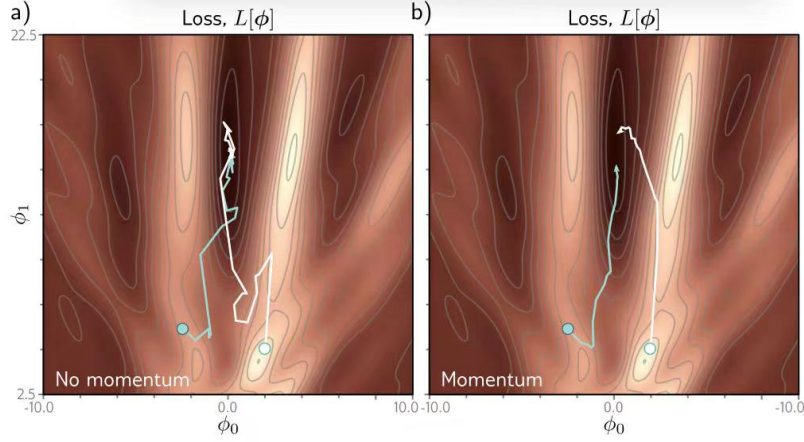 a) Loss, L[ϕ]
b) Loss, L[ϕ]
22.5
ϕ₁
2.5
No momentum
Momentum
-10.0 0.0 10.0
-10.0 0.0 -10.0
ϕ₀
ϕ₀